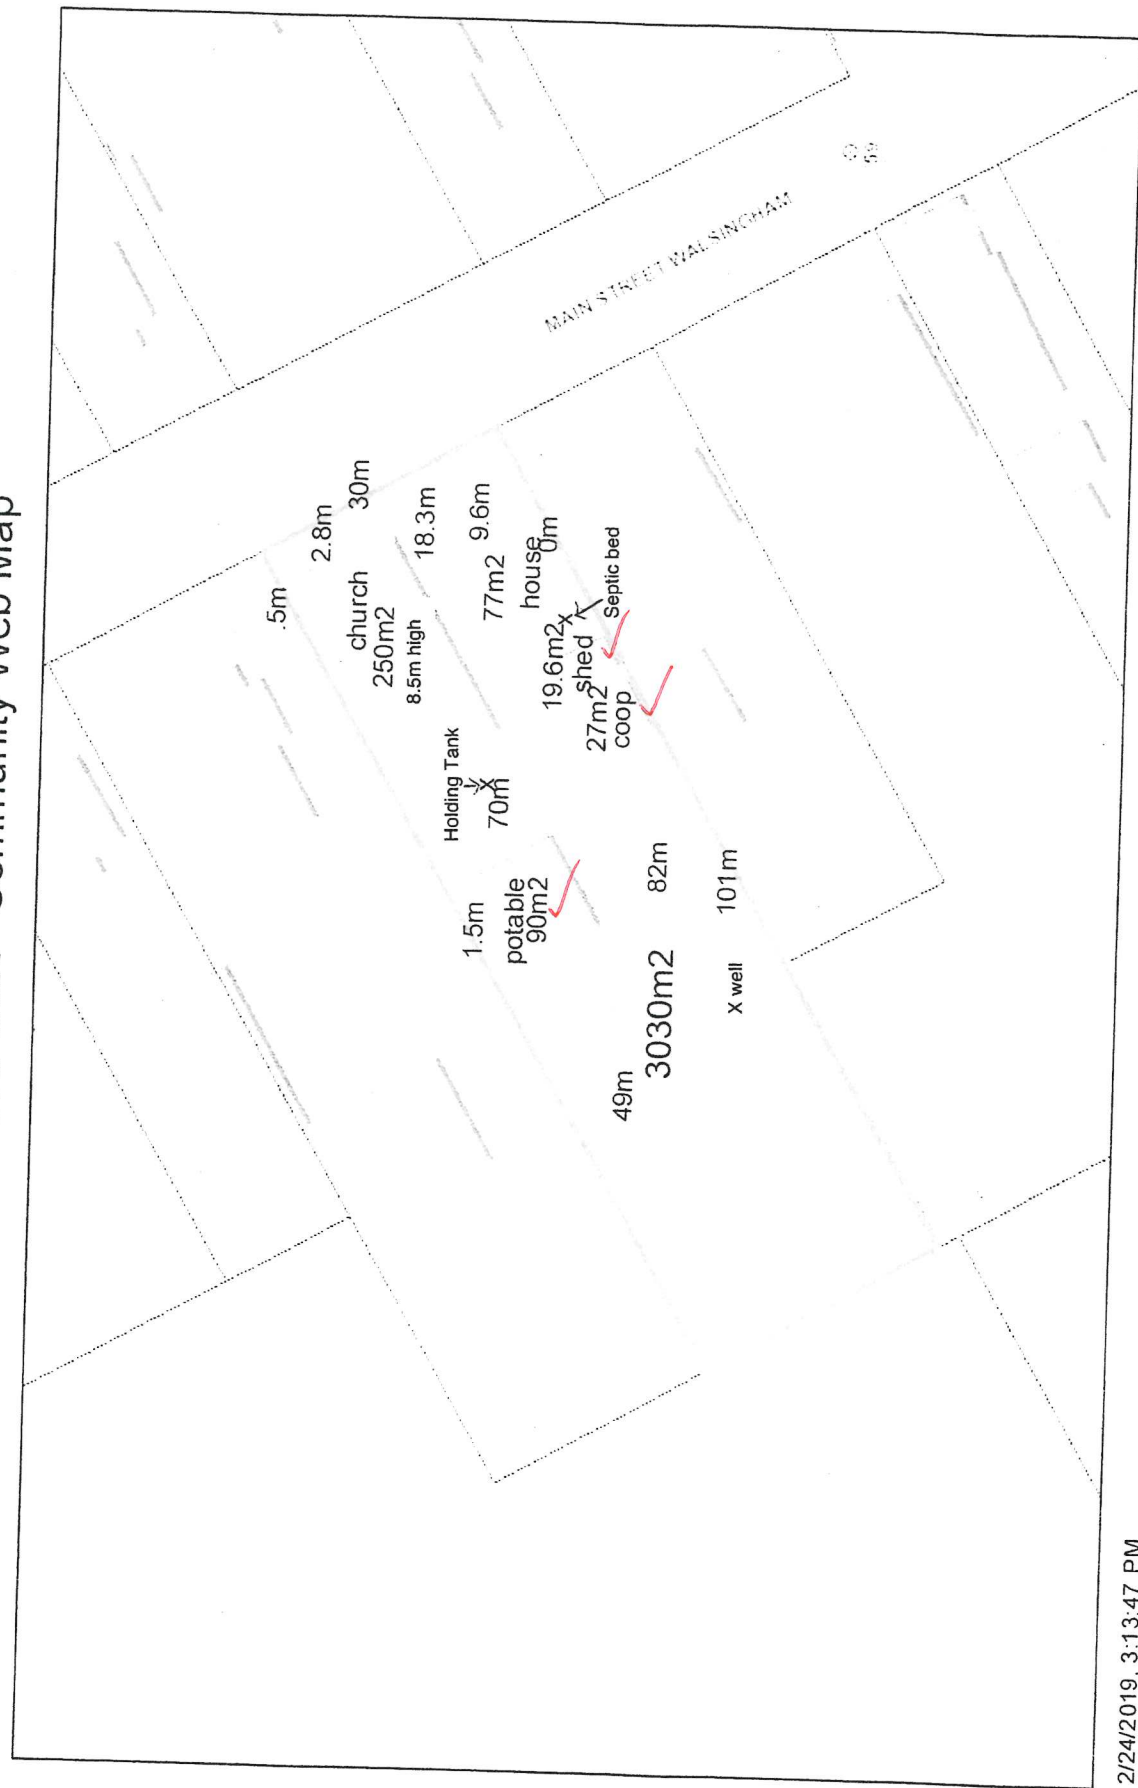 Community Web Map
MAIN STREET WALSINGHAM
.5m
2.8m
30m
church
250m2
8.5m high
18.3m
9.6m
77m2
house
0m
Septic bed
x
19.6m2
shed
27m2
coop
Holding Tank
X
70m
1.5m
potable
90m2
82m
101m
49m
3030m2
X well
2/24/2019, 3:13:47 PM